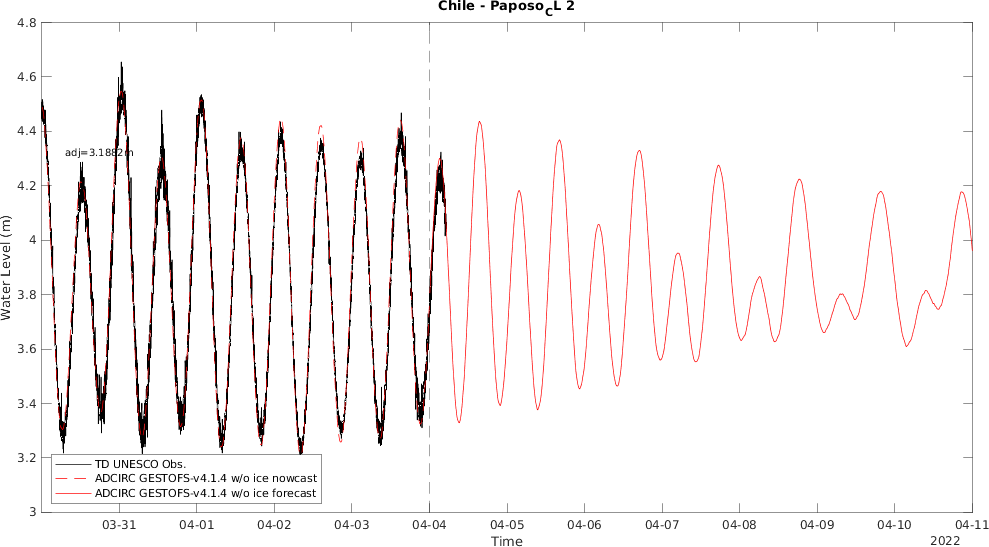 Chile - Paposo_CL 2
4.8
4.6
4.4
4.2
4
3.8
3.6
3.4
3.2
3
Water Level (m)
adj=3.1882m
TD UNESCO Obs.
ADCIRC GESTOFS-v4.1.4 w/o ice nowcast
ADCIRC GESTOFS-v4.1.4 w/o ice forecast
03-31 04-01 04-02 04-03 04-04 04-05 04-06 04-07 04-08 04-09 04-10 04-11
Time
2022